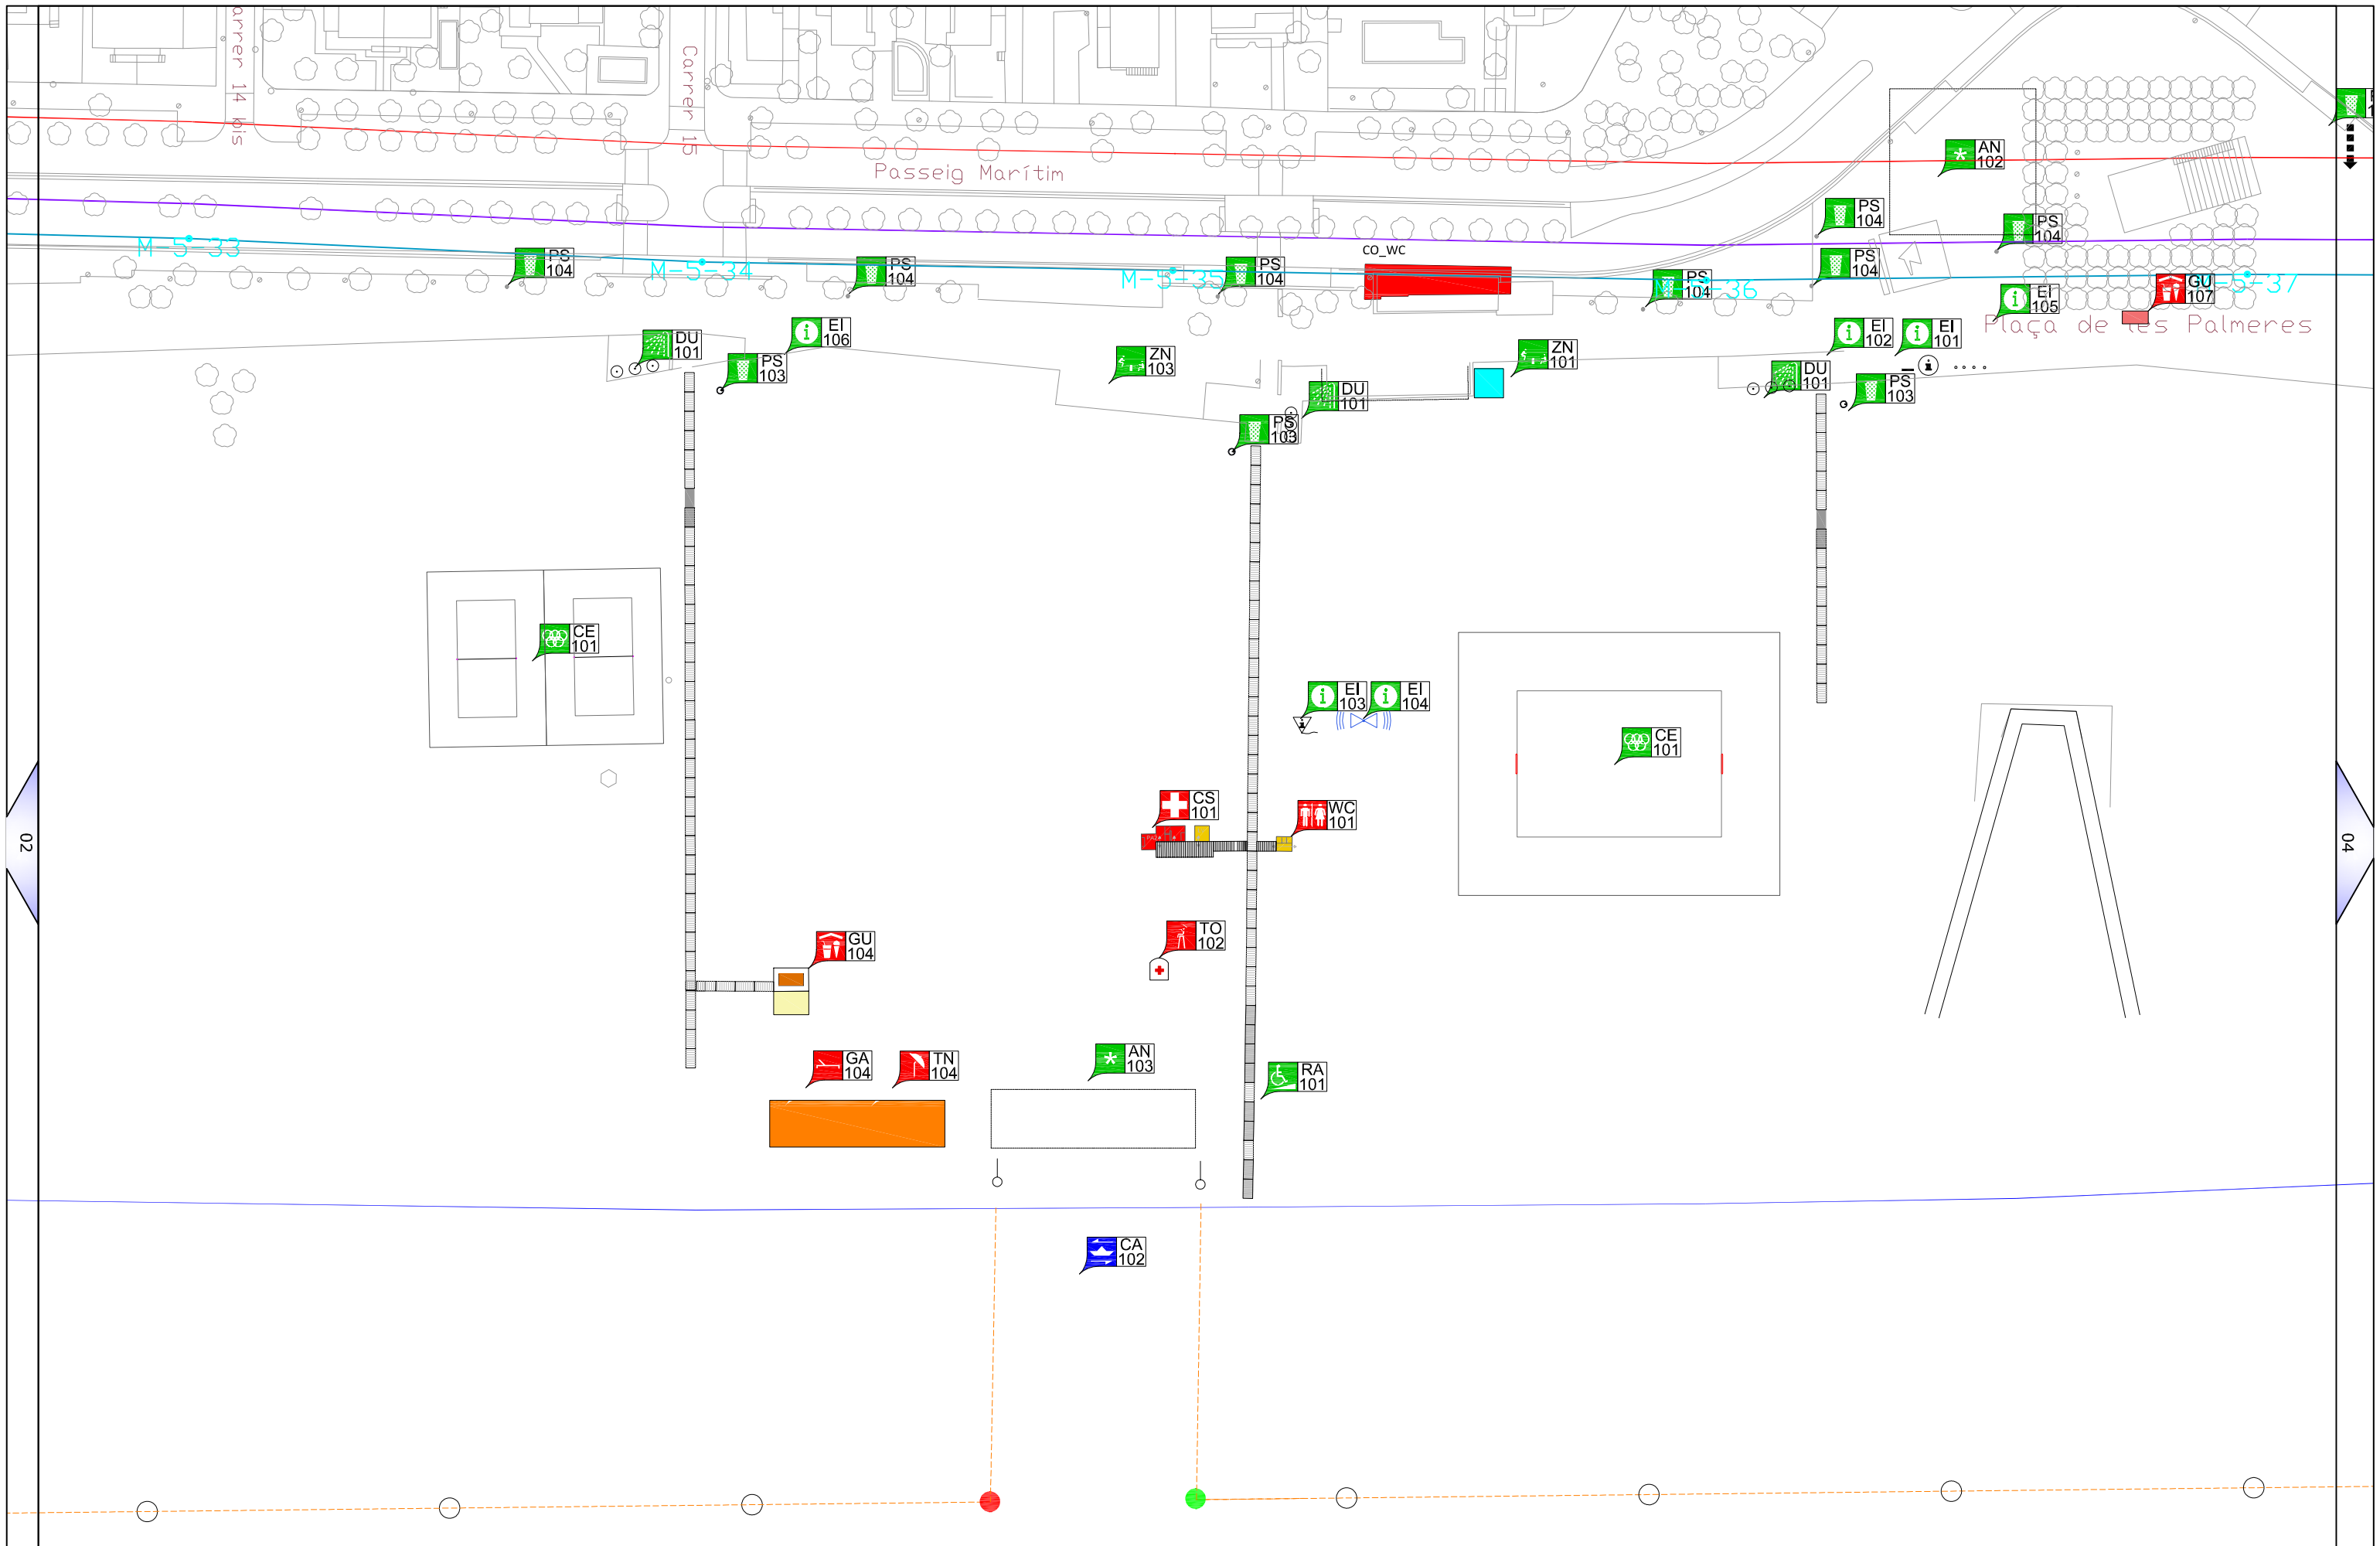 arrer 14 bis
Carrer 15
Passeig Marítim
AN
102
PS
104
PS
104
M-5-33
PS
104
M-5-34
PS
104
M-5-35
PS
104
co_wc
PS
104
M-5-36
PS
104
EI
105
GU
107
-5-37
Plaça de les Palmeres
DU
101
EI
106
PS
103
ZN
103
ZN
101
EI
102
EI
101
DU
101
DU
101
PS
103
PS
103
CE
101
EI
103
EI
104
CE
101
CS
101
WC
101
02
04
GU
104
TO
102
GA
104
TN
104
AN
103
RA
101
CA
102